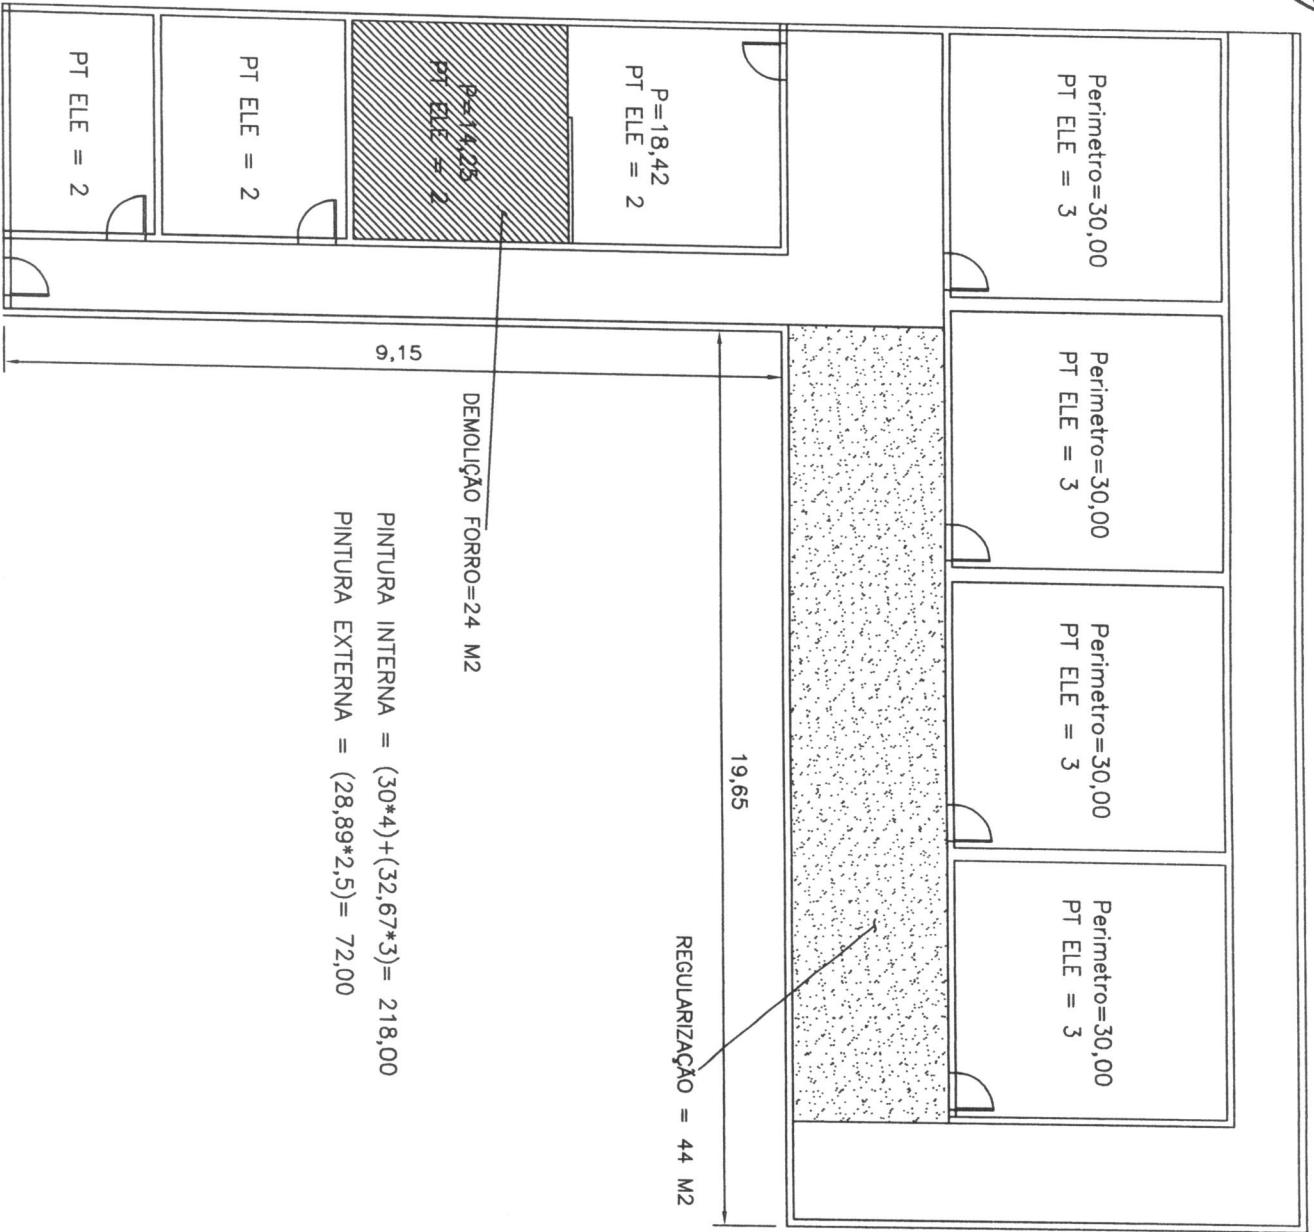 Perimetro=30,00
PT ELE = 3
Perimetro=30,00
PT ELE = 3
Perimetro=30,00
PT ELE = 3
Perimetro=30,00
PT ELE = 3
P=18,42
PT ELE = 2
P=14,25
PT ELE = 2
PT ELE = 2
PT ELE = 2
19,65
9,15
REGULARIZAÇÃO = 44 M2
DEMOLIÇÃO FORRO=24 M2
PINTURA INTERNA = (30*4)+(32,67*3)= 218,00
PINTURA EXTERNA = (28,89*2,5)= 72,00